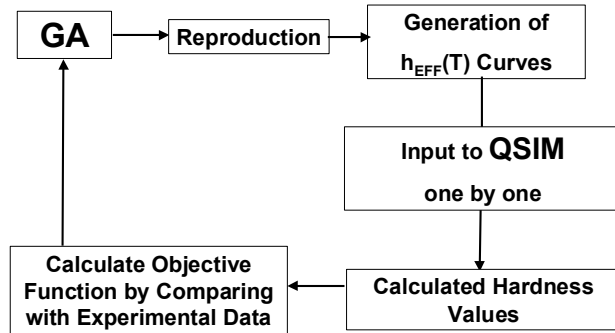 GA
Reproduction
Generation of
hEFF(T) Curves
Input to QSIM
one by one
Calculated Hardness
Values
Calculate Objective
Function by Comparing
with Experimental Data